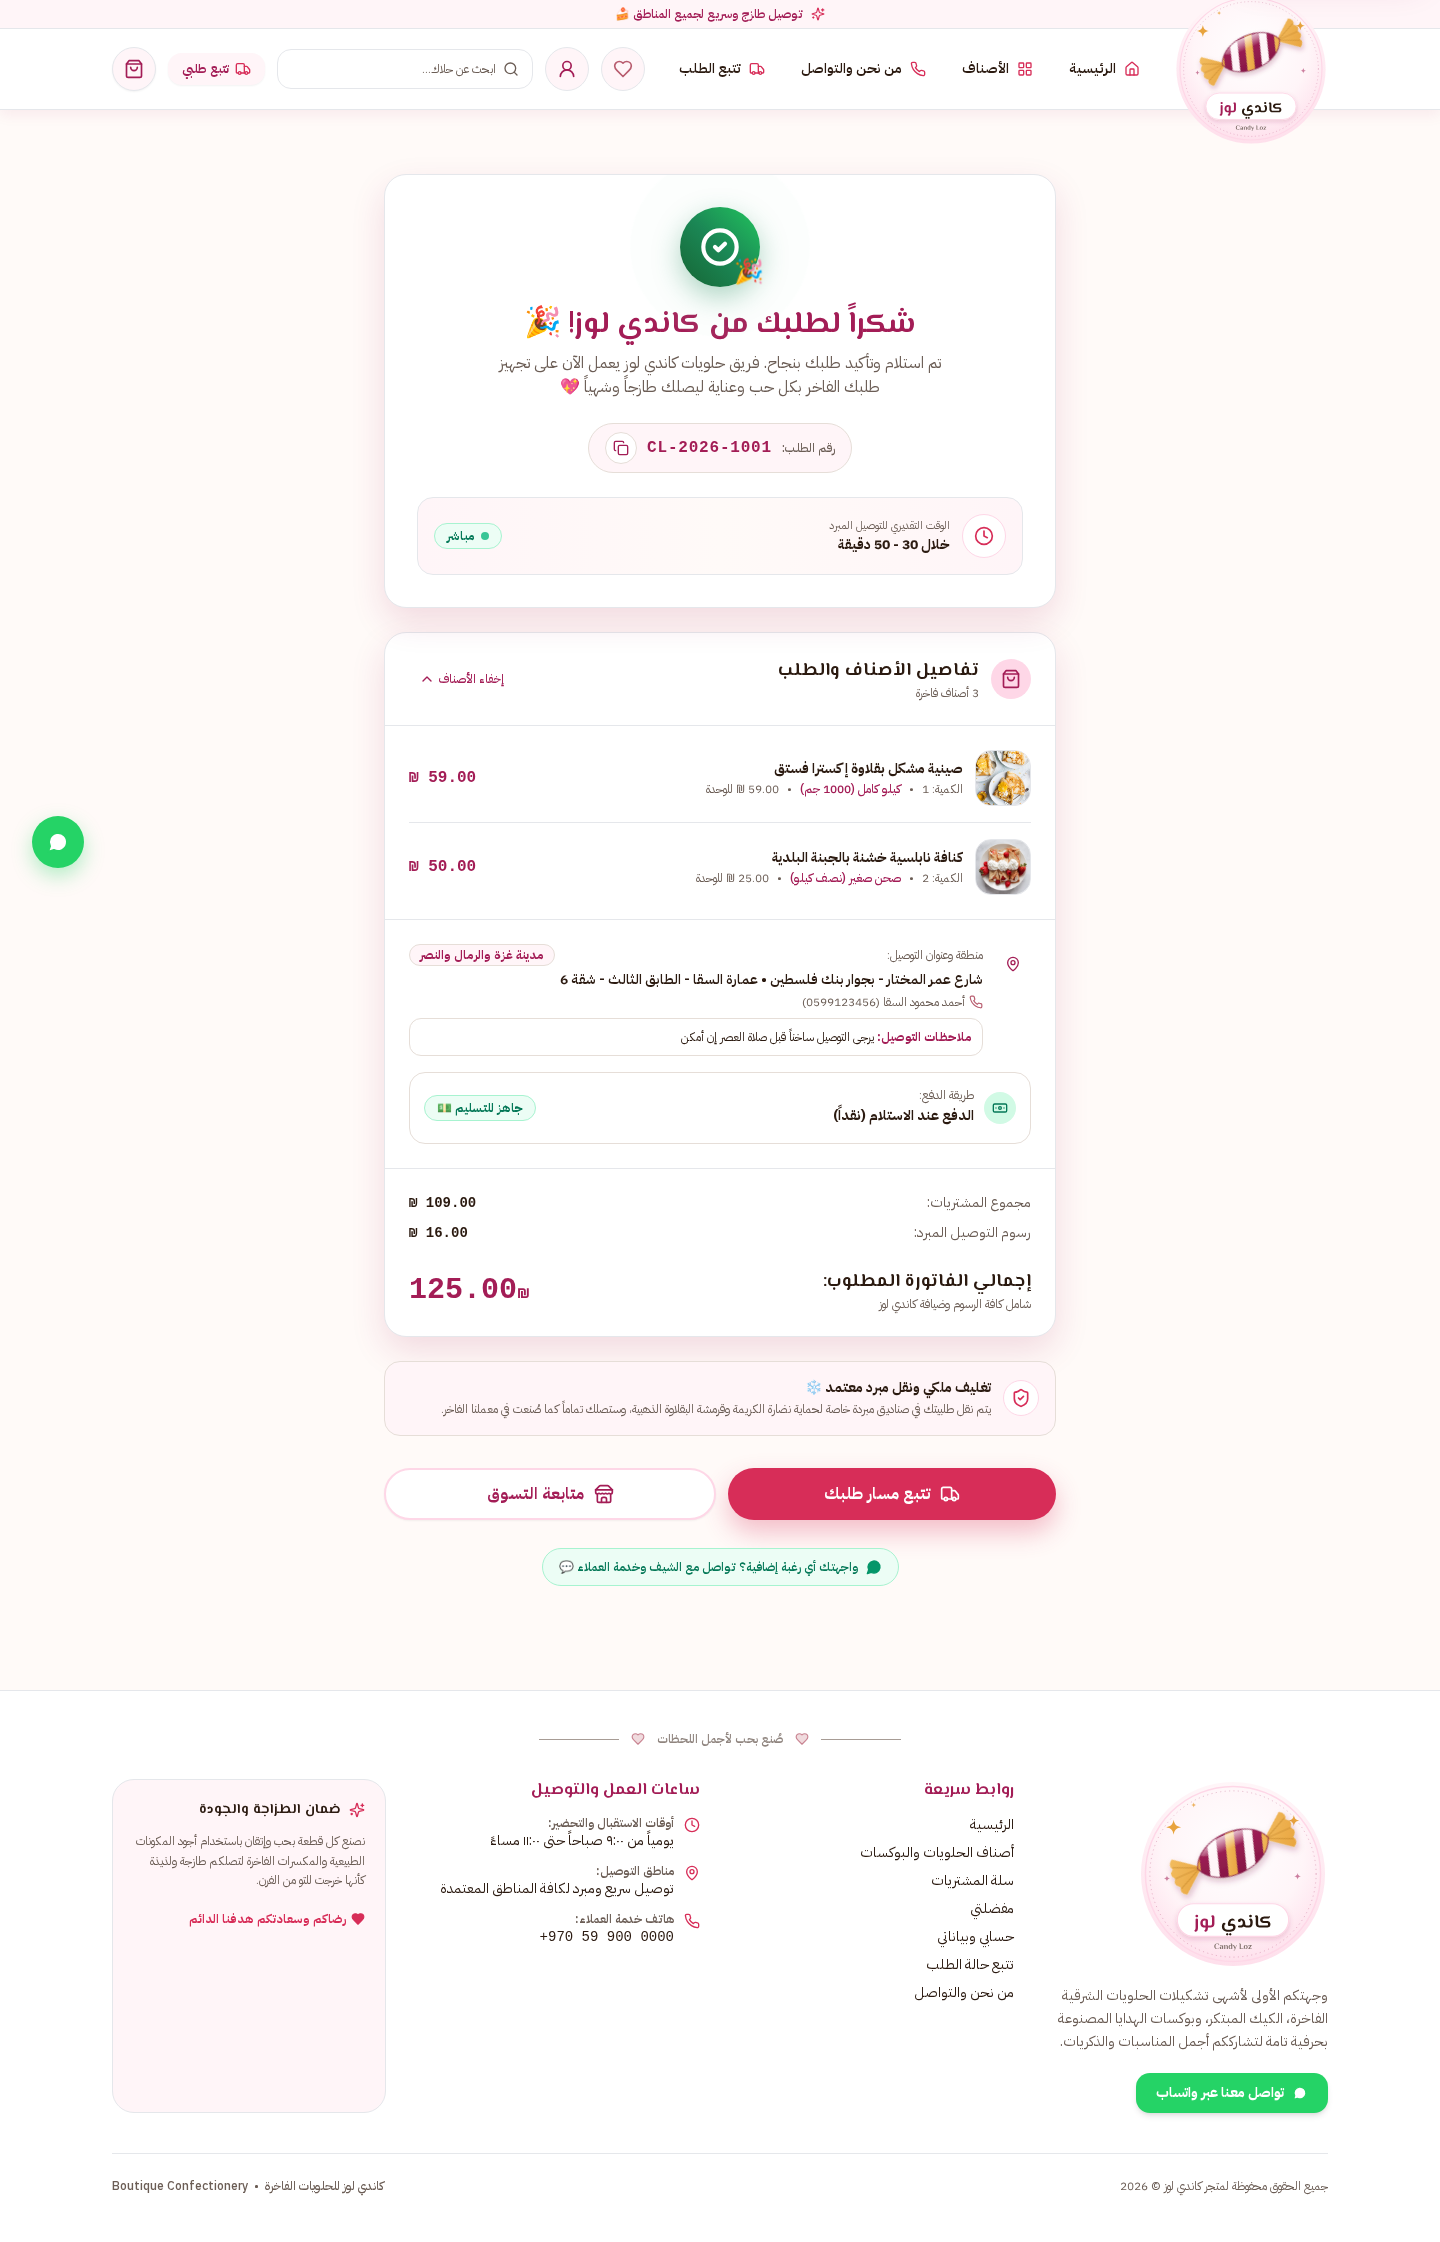 توصيل طازج وسريع لجميع المناطق 🍰
كاندي لوز
Candy Loz
الرئيسية
الأصناف
من نحن والتواصل
تتبع الطلب
ابحث عن حلاك...
تتبع طلبي
🎉
شكراً لطلبك من كاندي لوز! 🎉
تم استلام وتأكيد طلبك بنجاح. فريق حلويات كاندي لوز يعمل الآن على تجهيز
طلبك الفاخر بكل حب وعناية ليصلك طازجاً وشهياً 💖
رقم الطلب: CL-2026-1001
الوقت التقديري للتوصيل المبرد
خلال 30 - 50 دقيقة
مباشر
تفاصيل الأصناف والطلب
3 أصناف فاخرة
إخفاء الأصناف
صينية مشكل بقلاوة إكسترا فستق
الكمية: 1 • كيلو كامل (1000 جم) • 59.00 ₪ للوحدة
59.00 ₪
كنافة نابلسية خشنة بالجبنة البلدية
الكمية: 2 • صحن صغير (نصف كيلو) • 25.00 ₪ للوحدة
50.00 ₪
منطقة وعنوان التوصيل:
مدينة غزة والرمال والنصر
شارع عمر المختار - بجوار بنك فلسطين • عمارة السقا - الطابق الثالث - شقة 6
أحمد محمود السقا (0599123456)
ملاحظات التوصيل: يرجى التوصيل ساخناً قبل صلاة العصر إن أمكن
طريقة الدفع:
الدفع عند الاستلام (نقداً)
جاهز للتسليم 💵
مجموع المشتريات:
109.00 ₪
رسوم التوصيل المبرد:
16.00 ₪
إجمالي الفاتورة المطلوب:
شامل كافة الرسوم وضيافة كاندي لوز
125.00₪
تغليف ملكي ونقل مبرد معتمد ❄️
يتم نقل طلبيتك في صناديق مبردة خاصة لحماية نضارة الكريمة وقرمشة البقلاوة الذهبية، وستصلك تماماً كما صُنعت في معملنا الفاخر.
تتبع مسار طلبك
متابعة التسوق
واجهتك أي رغبة إضافية؟ تواصل مع الشيف وخدمة العملاء 💬
صُنع بحب لأجمل اللحظات
كاندي لوز
Candy Loz
وجهتكم الأولى لأشهى تشكيلات الحلويات الشرقية
الفاخرة، الكيك المبتكر، وبوكسات الهدايا المصنوعة
بحرفية تامة لتشارككم أجمل المناسبات والذكريات.
تواصل معنا عبر واتساب
روابط سريعة
الرئيسية
أصناف الحلويات والبوكسات
سلة المشتريات
مفضلتي
حسابي وبياناتي
تتبع حالة الطلب
من نحن والتواصل
ساعات العمل والتوصيل
أوقات الاستقبال والتحضير:
يومياً من ٩:٠٠ صباحاً حتى ١١:٠٠ مساءً
مناطق التوصيل:
توصيل سريع ومبرد لكافة المناطق المعتمدة
هاتف خدمة العملاء:
+970 59 900 0000
ضمان الطزاجة والجودة
نصنع كل قطعة بحب وإتقان باستخدام أجود المكونات
الطبيعية والمكسرات الفاخرة لتصلكم طازجة ولذيذة
كأنها خرجت للتو من الفرن.
رضاكم وسعادتكم هدفنا الدائم
جميع الحقوق محفوظة لمتجر كاندي لوز © 2026
كاندي لوز للحلويات الفاخرة • Boutique Confectionery